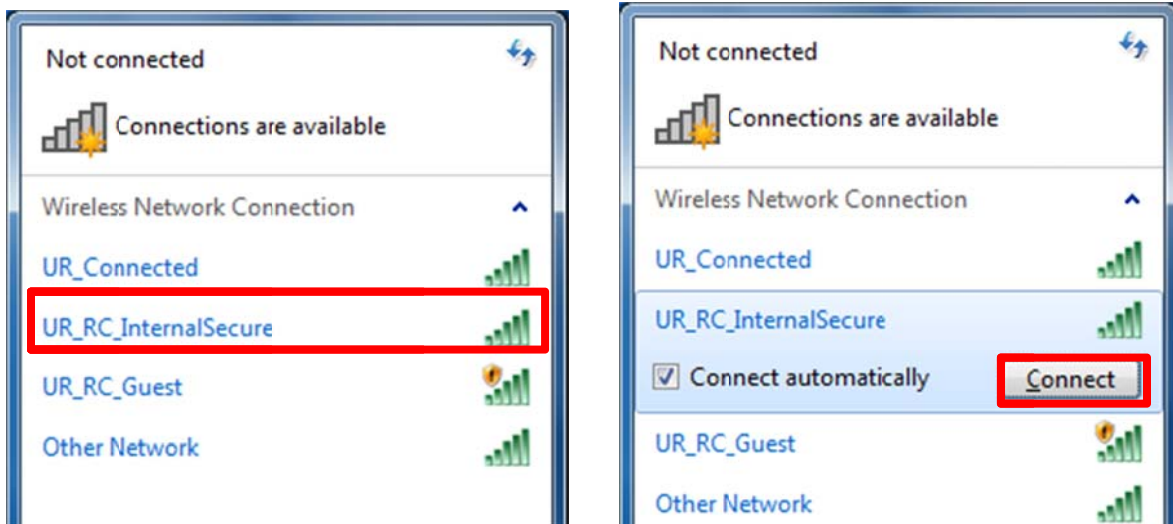 Not connected
Connections are available
Wireless Network Connection
UR_Connected
UR_RC_InternalSecure
UR_RC_Guest
Other Network
Not connected
Connections are available
Wireless Network Connection
UR_Connected
UR_RC_InternalSecure
Connect automatically Connect
UR_RC_Guest
Other Network